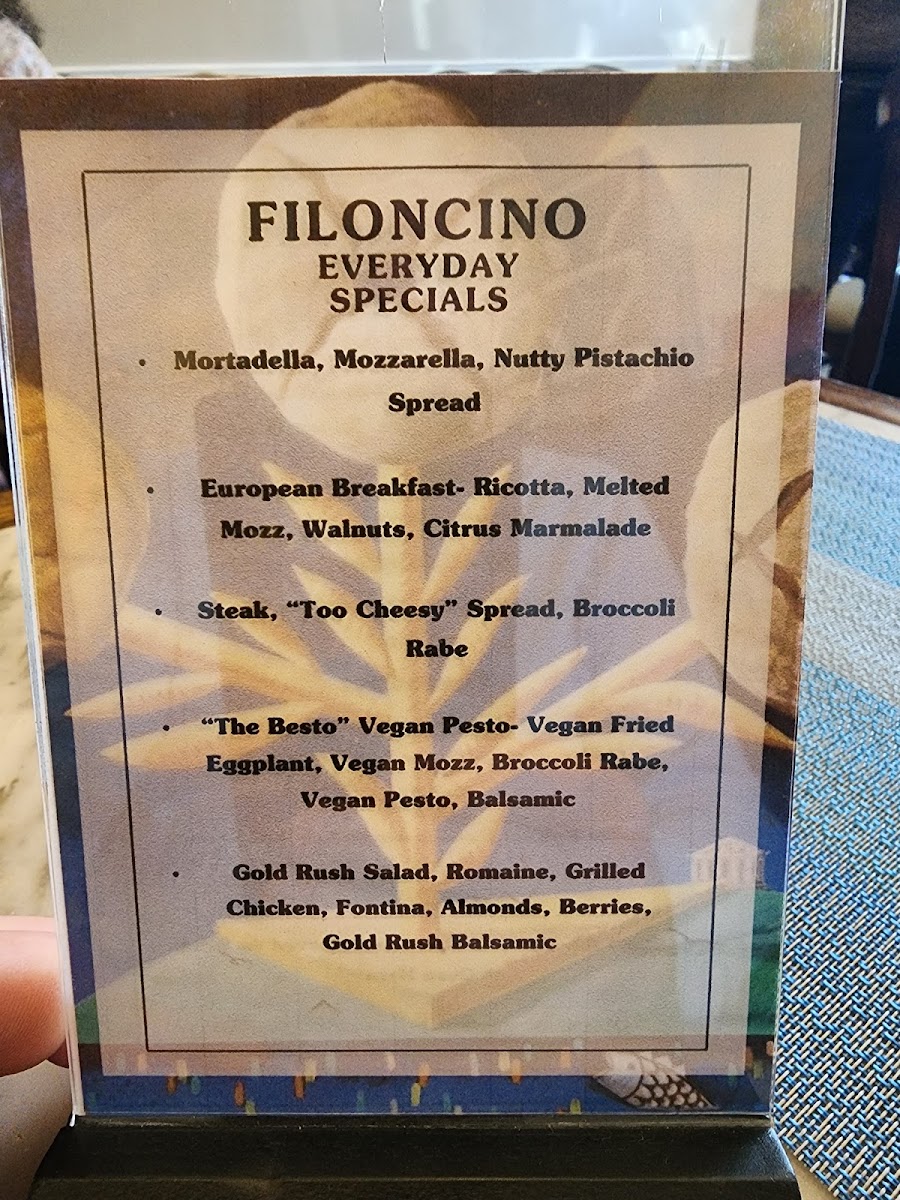 FILONCINO
EVERYDAY
SPECIALS
• Mortadella, Mozzarella, Nutty Pistachio
Spread
• European Breakfast- Ricotta, Melted
Mozz, Walnuts, Citrus Marmalade
• Steak, “Too Cheesy” Spread, Broccoli
Rabe
• “The Besto” Vegan Pesto- Vegan Fried
Eggplant, Vegan Mozz, Broccoli Rabe,
Vegan Pesto, Balsamic
• Gold Rush Salad, Romaine, Grilled
Chicken, Fontina, Almonds, Berries,
Gold Rush Balsamic